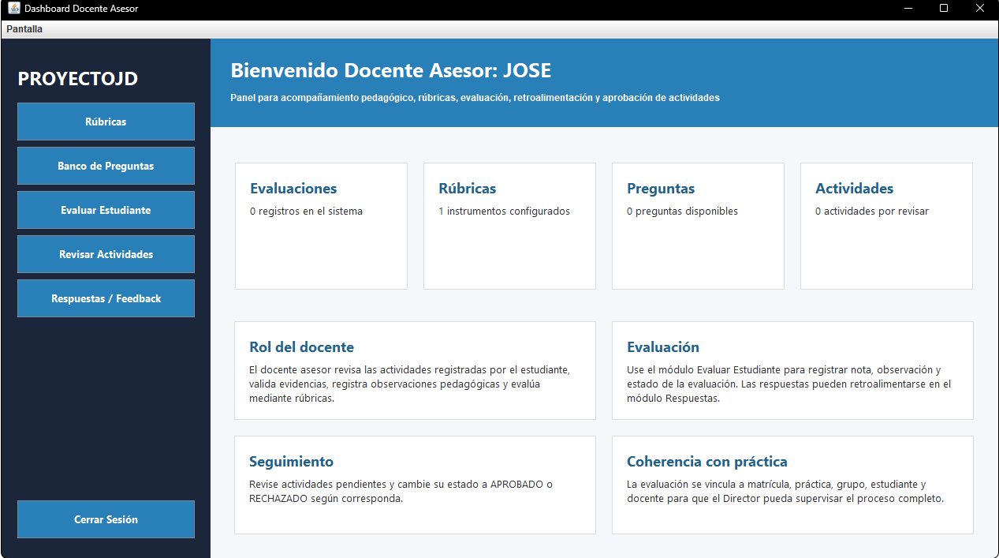 Dashboard Docente Asesor
Pantalla
PROYECTOJD
Rúbricas
Banco de Preguntas
Evaluar Estudiante
Revisar Actividades
Respuestas / Feedback
Cerrar Sesión
Bienvenido Docente Asesor: JOSE
Panel para acompañamiento pedagógico, rúbricas, evaluación, retroalimentación y aprobación de actividades
Evaluaciones
0 registros en el sistema
Rúbricas
1 instrumentos configurados
Preguntas
0 preguntas disponibles
Actividades
0 actividades por revisar
Rol del docente
El docente asesor revisa las actividades registradas por el estudiante,
valida evidencias, registra observaciones pedagógicas y evalúa
mediante rúbricas.
Evaluación
Use el módulo Evaluar Estudiante para registrar nota, observación y
estado de la evaluación. Las respuestas pueden retroalimentarse en el
módulo Respuestas.
Seguimiento
Revise actividades pendientes y cambie su estado a APROBADO o
RECHAZADO según corresponda.
Coherencia con práctica
La evaluación se vincula a matrícula, práctica, grupo, estudiante y
docente para que el Director pueda supervisar el proceso completo.